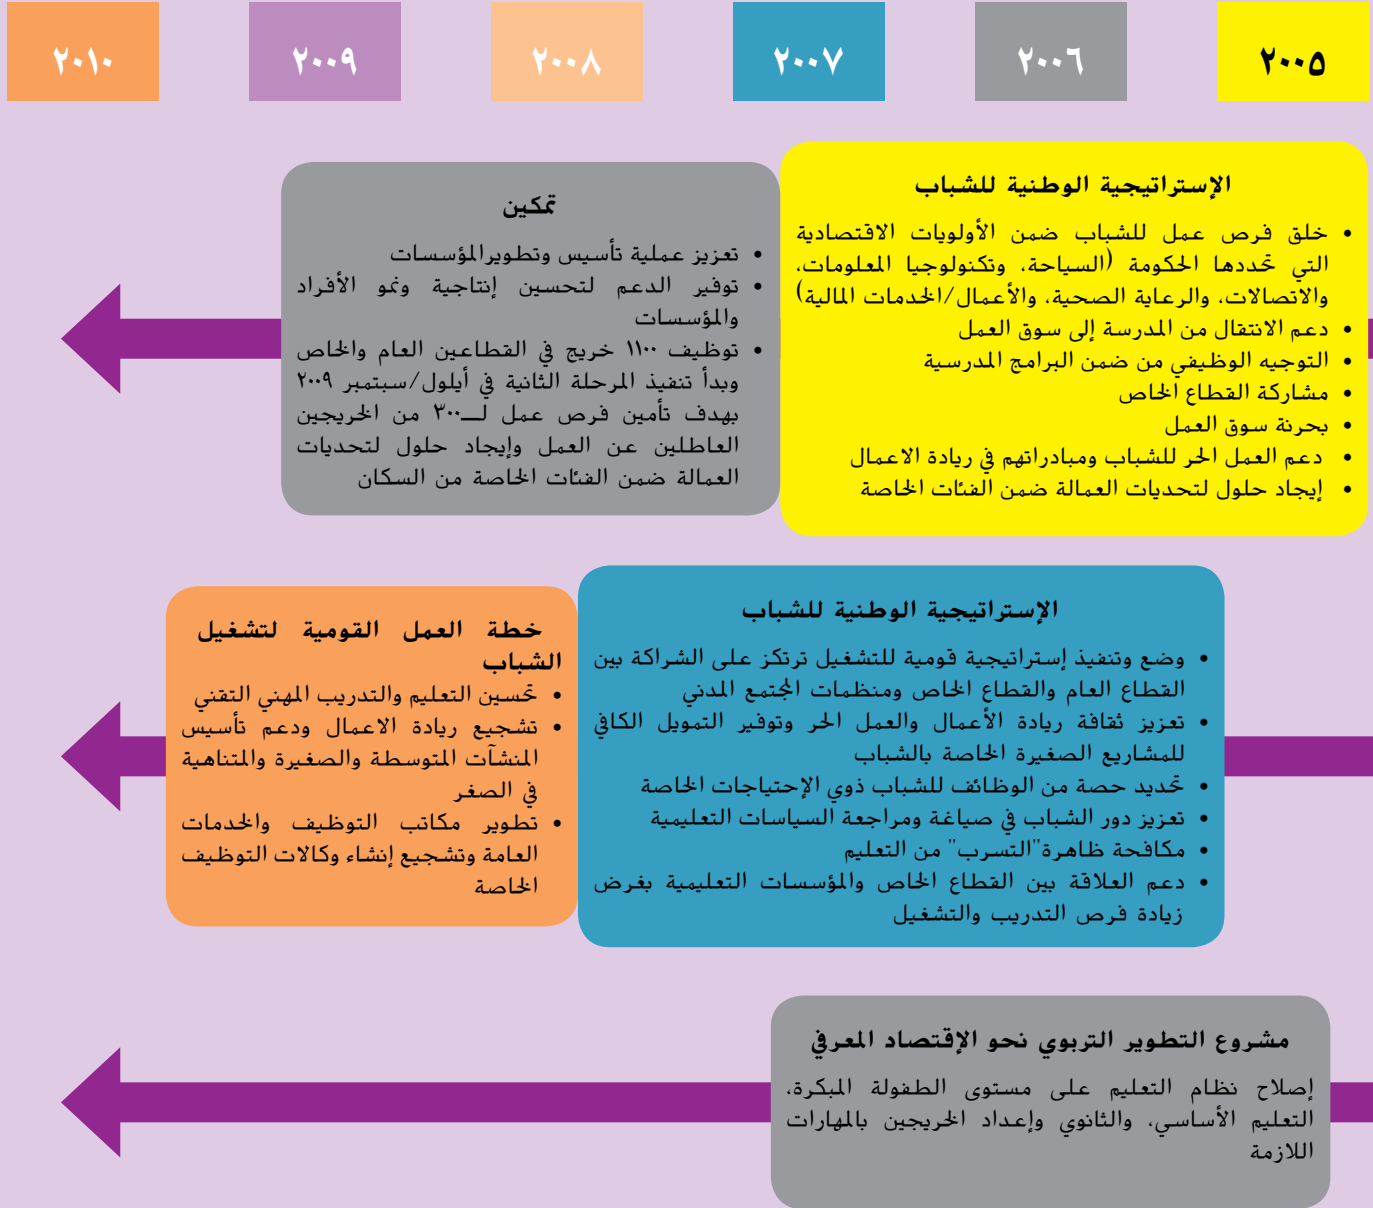 ٢٠٠٥ ٢٠٠٦ ٢٠٠٧ ٢٠٠٨ ٢٠٠٩ ٢٠١٠
الإستراتيجية الوطنية للشباب
• خلق فرص عمل للشباب ضمن الأولويات الاقتصادية
التي تحددها الحكومة (السياحة، وتكنولوجيا المعلومات،
والاتصالات، والرعاية الصحية، والأعمال/الخدمات المالية)
• دعم الانتقال من المدرسة إلى سوق العمل
• التوجيه الوظيفي من ضمن البرامج المدرسية
• مشاركة القطاع الخاص
• بحرنة سوق العمل
• دعم العمل الحر للشباب ومبادراتهم في ريادة الاعمال
• إيجاد حلول لتحديات العمالة ضمن الفئات الخاصة
تمكين
• تعزيز عملية تأسيس وتطويرالمؤسسات
• توفير الدعم لتحسين إنتاجية ونمو الأفراد
والمؤسسات
• توظيف ١١٠٠ خريج في القطاعين العام والخاص
وبدأ تنفيذ المرحلة الثانية في أيلول/سبتمبر ٢٠٠٩
بهدف تأمين فرص عمل لـــ٣٠٠ من الخريجين
العاطلين عن العمل وإيجاد حلول لتحديات
العمالة ضمن الفئات الخاصة من السكان
الإستراتيجية الوطنية للشباب
• وضع وتنفيذ إستراتيجية قومية للتشغيل ترتكز على الشراكة بين
القطاع العام والقطاع الخاص ومنظمات المجتمع المدني
• تعزيز ثقافة ريادة الأعمال والعمل الحر وتوفير التمويل الكافي
للمشاريع الصغيرة الخاصة بالشباب
• تحديد حصة من الوظائف للشباب ذوي الإحتياجات الخاصة
• تعزيز دور الشباب في صياغة ومراجعة السياسات التعليمية
• مكافحة ظاهرة"التسرب" من التعليم
• دعم العلاقة بين القطاع الخاص والمؤسسات التعليمية بغرض
زيادة فرص التدريب والتشغيل
خطة العمل القومية لتشغيل
الشباب
• تحسين التعليم والتدريب المهني التقني
• تشجيع ريادة الاعمال ودعم تأسيس
المنشآت المتوسطة والصغيرة والمتناهية
في الصغر
• تطوير مكاتب التوظيف والخدمات
العامة وتشجيع إنشاء وكالات التوظيف
الخاصة
مشروع التطوير التربوي نحو الإقتصاد المعرفي
إصلاح نظام التعليم على مستوى الطفولة المبكرة،
التعليم الأساسي، والثانوي وإعداد الخريجين بالمهارات
اللازمة